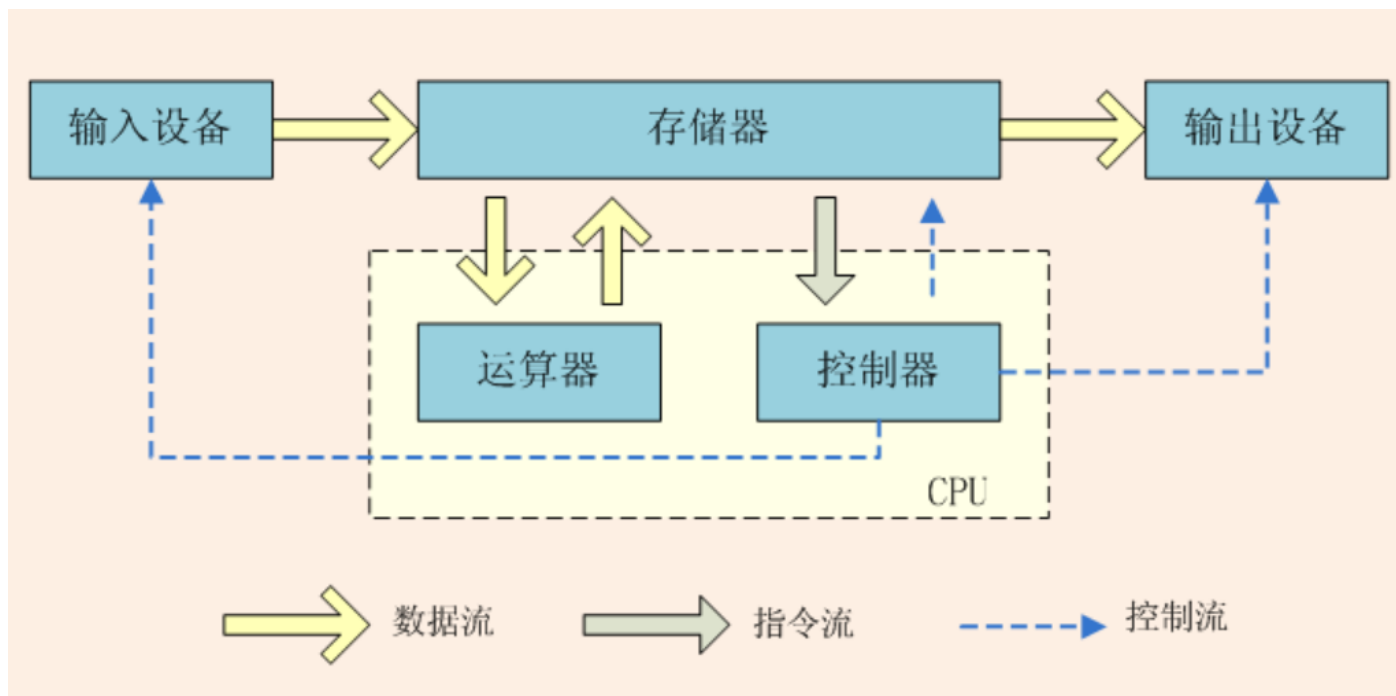 输入设备
存储器
输出设备
运算器
控制器
CPU
数据流
指令流
控制流